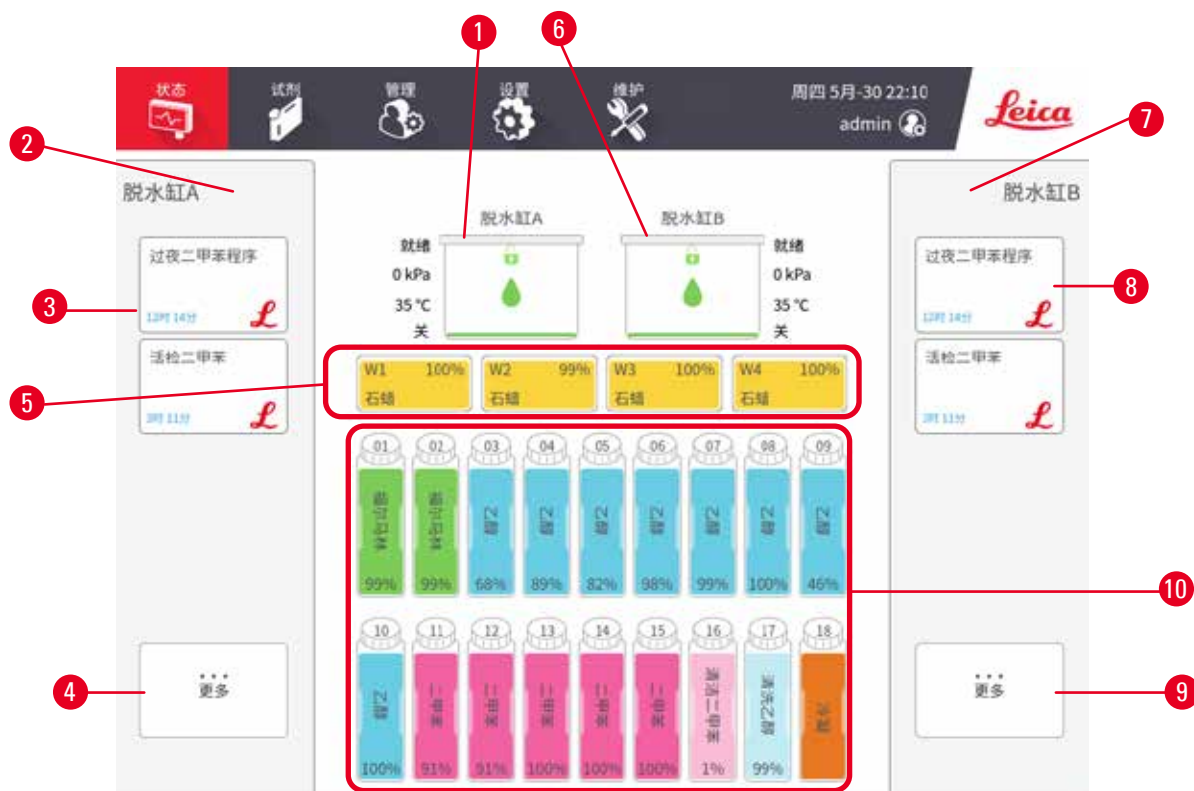 1
6
状态
试剂
管理
设置
维护
周四 5月-30 22:10
admin
Leica
2
7
脱水缸A
脱水缸B
脱水缸A
脱水缸B
过夜二甲苯程序
12时 14分
3
活检二甲苯
3时 11分
就绪
0 kPa
35 °C
关
就绪
0 kPa
35 °C
关
过夜二甲苯程序
12时 14分
8
活检二甲苯
3时 11分
5
W1 100%
石蜡
W2 99%
石蜡
W3 100%
石蜡
W4 100%
石蜡
01 02 03 04 05 06 07 08 09
福尔马林 福尔马林 乙醇 乙醇 乙醇 乙醇 乙醇 乙醇 乙醇
99% 99% 68% 89% 82% 98% 99% 100% 46%
10
10 11 12 13 14 15 16 17 18
乙醇 二甲苯 二甲苯 二甲苯 二甲苯 二甲苯 清洁二甲苯 清洗乙醇
100% 91% 91% 100% 100% 100% 1% 99%
4
更多
更多
9